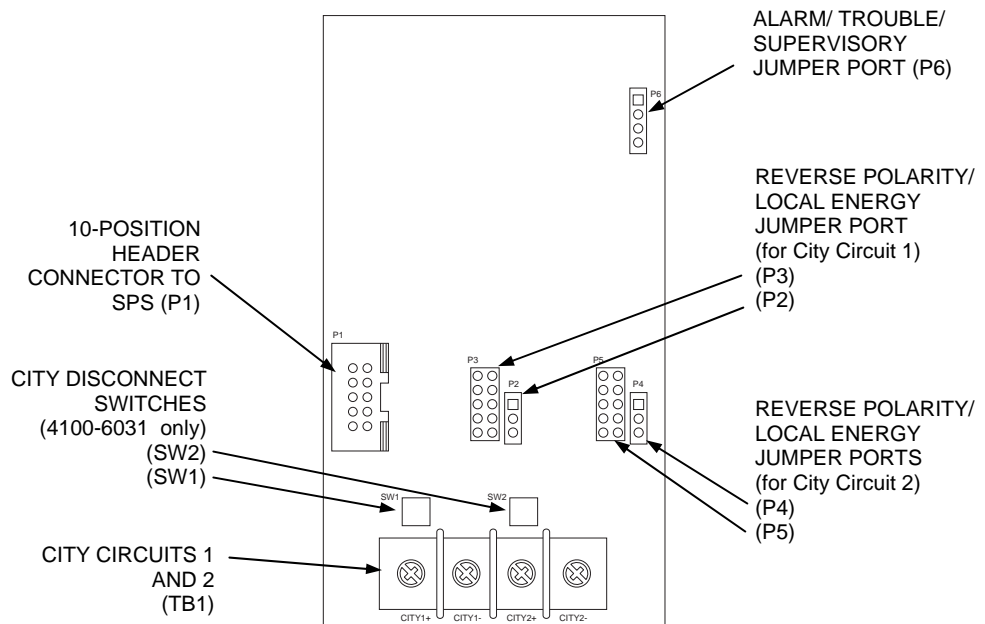 ALARM/ TROUBLE/
SUPERVISORY
JUMPER PORT (P6)
P6
REVERSE POLARITY/
LOCAL ENERGY
JUMPER PORT
(for City Circuit 1)
(P3)
(P2)
10-POSITION
HEADER
CONNECTOR TO
SPS (P1)
P1
P3
P2
P5
P4
CITY DISCONNECT
SWITCHES
(4100-6031 only)
(SW2)
(SW1)
REVERSE POLARITY/
LOCAL ENERGY
JUMPER PORTS
(for City Circuit 2)
(P4)
(P5)
SW1
SW2
CITY CIRCUITS 1
AND 2
(TB1)
CITY1+ CITY1- CITY2+ CITY2-